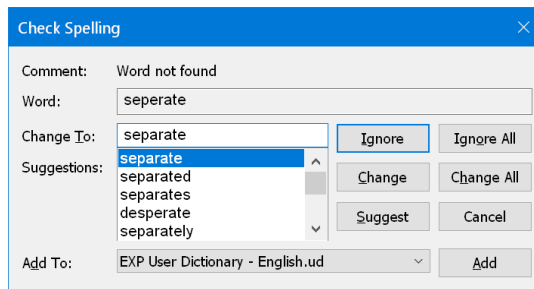 Check Spelling
Comment: Word not found
Word: seperate
Change To: separate Ignore Ignore All
Suggestions: separate
separated
separates
desperate
separately
Change Change All
Suggest Cancel
Add To: EXP User Dictionary - English.ud Add